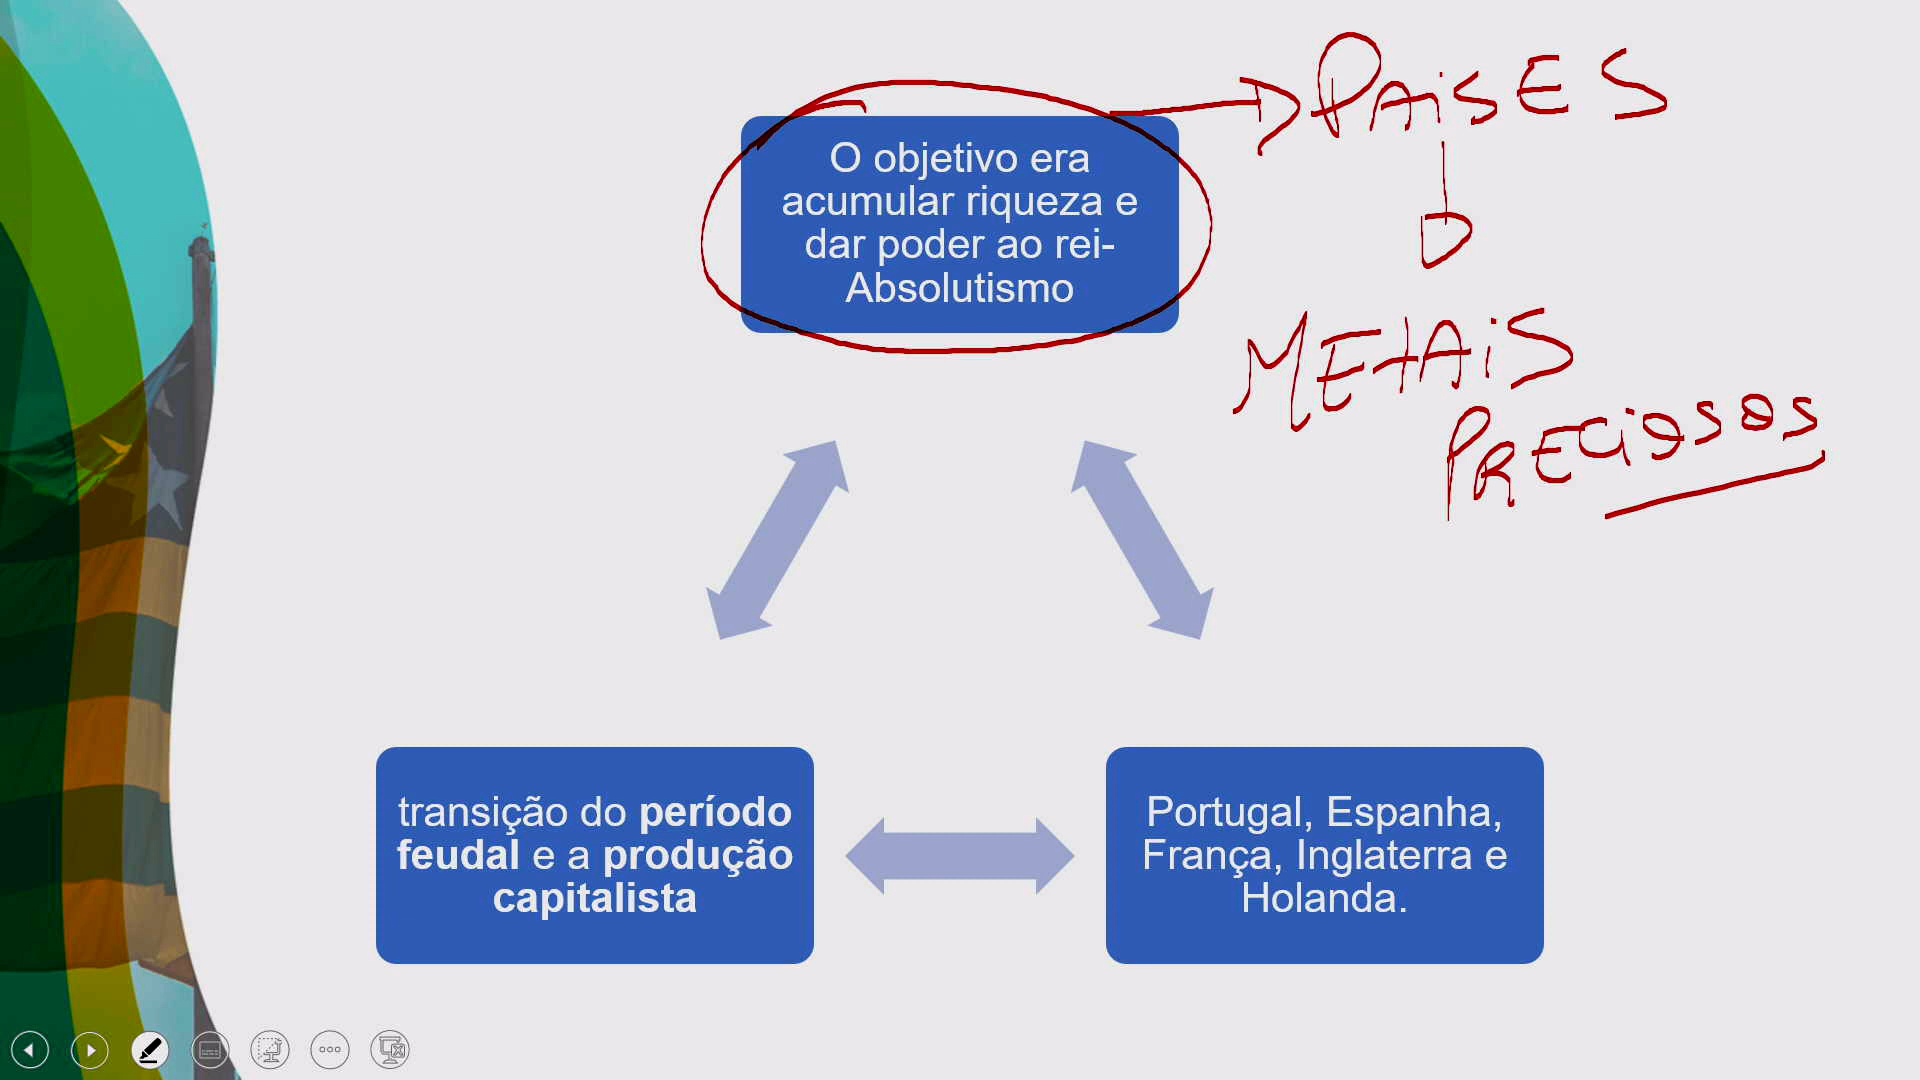 O objetivo era
acumular riqueza e
dar poder ao rei-
Absolutismo
PAíSES
METAiS
PRECiOSOS
transição do período
feudal e a produção
capitalista
Portugal, Espanha,
França, Inglaterra e
Holanda.